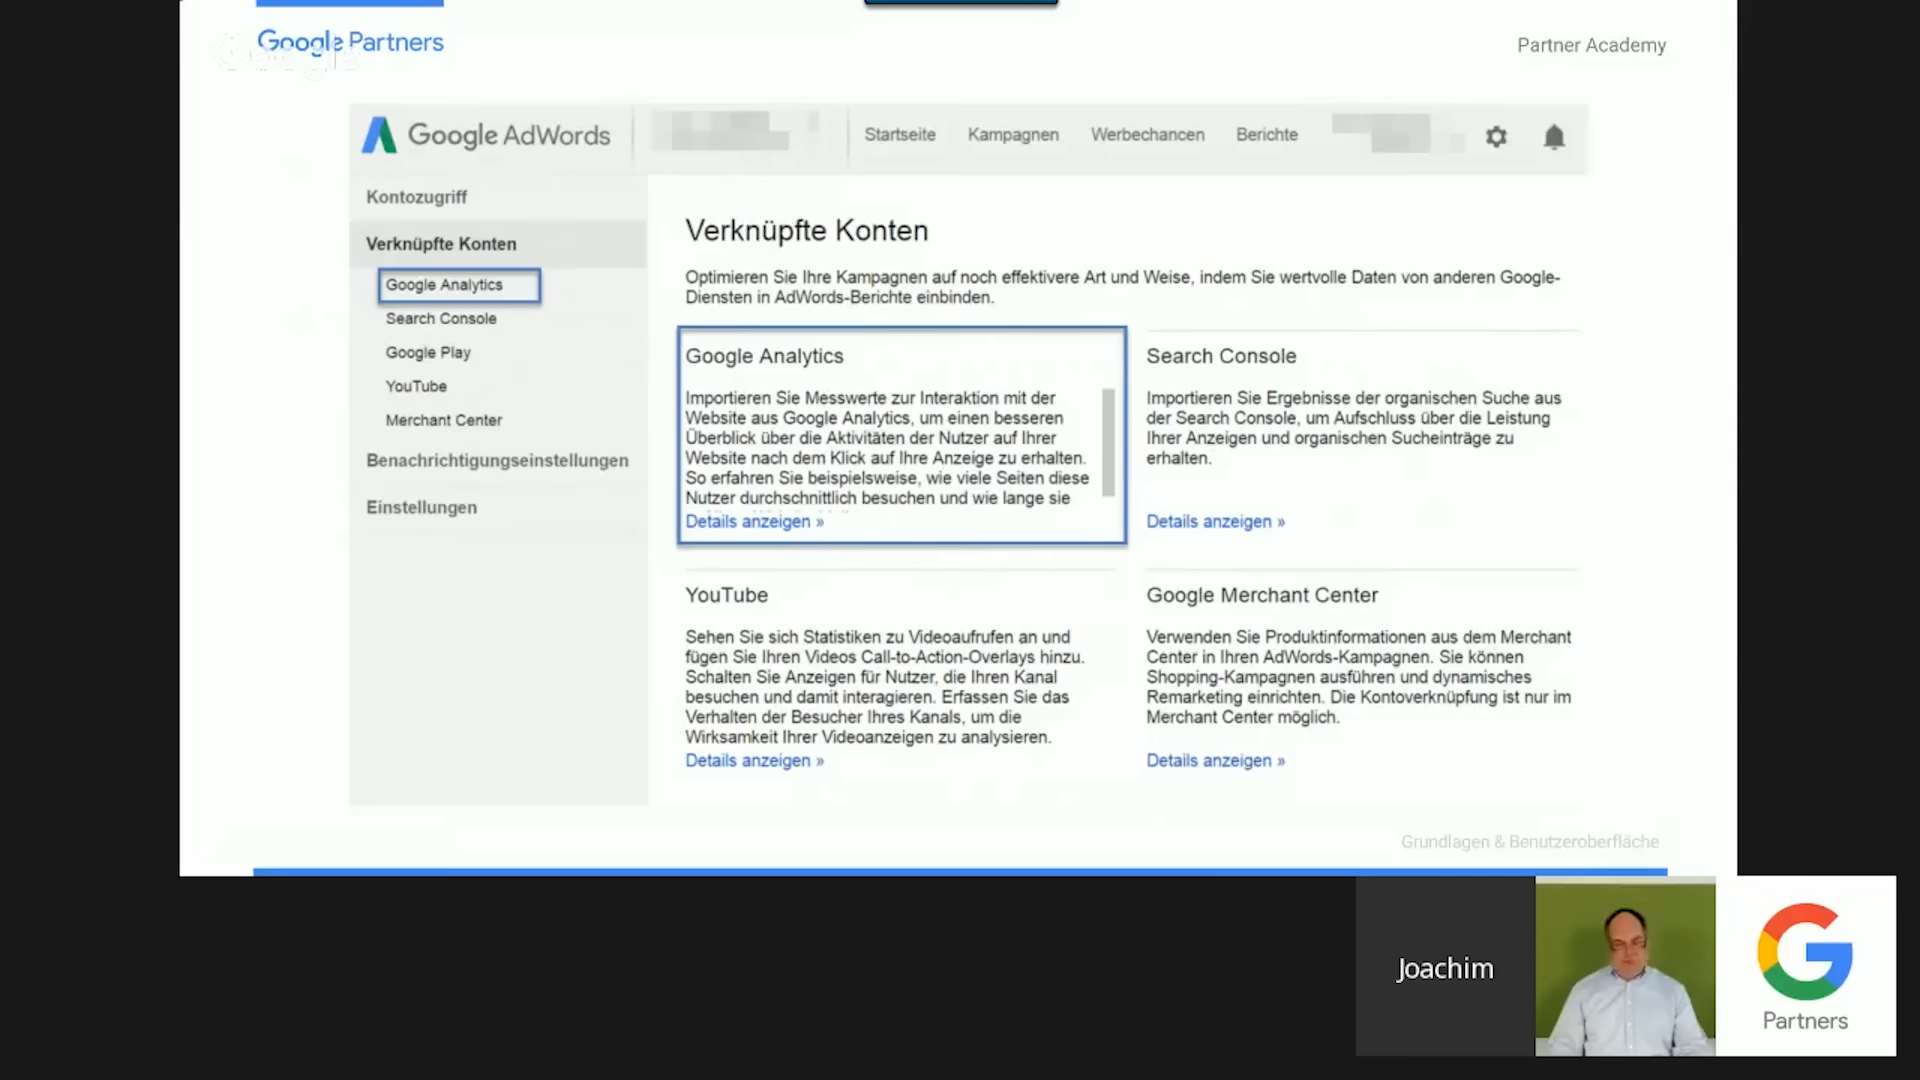 Google Partners
Partner Academy
Google AdWords
Startseite
Kampagnen
Werbechancen
Berichte
Kontozugriff
Verknüpfte Konten
Google Analytics
Search Console
Google Play
YouTube
Merchant Center
Benachrichtigungseinstellungen
Einstellungen
Verknüpfte Konten
Optimieren Sie Ihre Kampagnen auf noch effektivere Art und Weise, indem Sie wertvolle Daten von anderen Google-
Diensten in AdWords-Berichte einbinden.
Google Analytics
Importieren Sie Messwerte zur Interaktion mit der
Website aus Google Analytics, um einen besseren
Überblick über die Aktivitäten der Nutzer auf Ihrer
Website nach dem Klick auf Ihre Anzeige zu erhalten.
So erfahren Sie beispielsweise, wie viele Seiten diese
Nutzer durchschnittlich besuchen und wie lange sie
Details anzeigen »
Search Console
Importieren Sie Ergebnisse der organischen Suche aus
der Search Console, um Aufschluss über die Leistung
Ihrer Anzeigen und organischen Sucheinträge zu
erhalten.
Details anzeigen »
YouTube
Sehen Sie sich Statistiken zu Videoaufrufen an und
fügen Sie Ihren Videos Call-to-Action-Overlays hinzu.
Schalten Sie Anzeigen für Nutzer, die Ihren Kanal
besuchen und damit interagieren. Erfassen Sie das
Verhalten der Besucher Ihres Kanals, um die
Wirksamkeit Ihrer Videoanzeigen zu analysieren.
Details anzeigen »
Google Merchant Center
Verwenden Sie Produktinformationen aus dem Merchant
Center in Ihren AdWords-Kampagnen. Sie können
Shopping-Kampagnen ausführen und dynamisches
Remarketing einrichten. Die Kontoverknüpfung ist nur im
Merchant Center möglich.
Details anzeigen »
Grundlagen & Benutzeroberfläche
Joachim
Partners